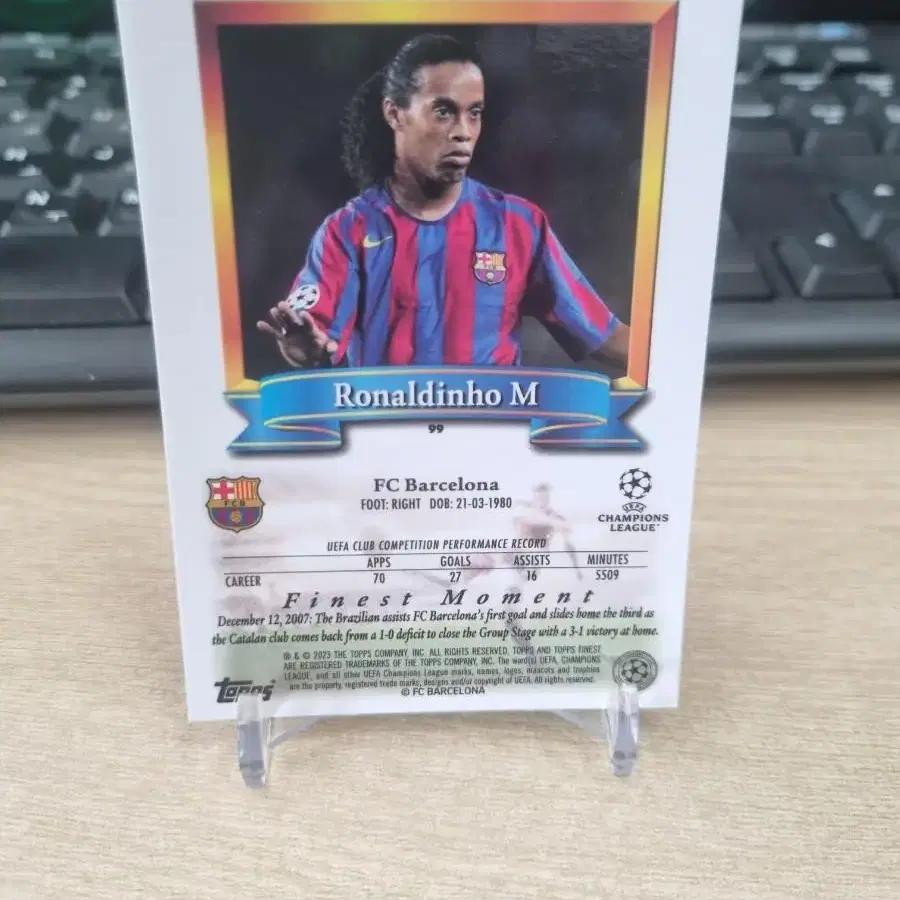 Ronaldinho M
99
FC Barcelona
FOOT: RIGHT DOB: 21-03-1980
FCB
UEFA
CHAMPIONS
LEAGUE
UEFA CLUB COMPETITION PERFORMANCE RECORD
APPS GOALS ASSISTS MINUTES
CAREER 70 27 16 5509
Finest Moment
December 12, 2007: The Brazilian assists FC Barcelona's first goal and slides home the third as
the Catalan club comes back from a 1-0 deficit to close the Group Stage with a 3-1 victory at home.
® & © 2023 THE TOPPS COMPANY, INC. ALL RIGHTS RESERVED. TOPPS AND TOPPS FINEST
ARE REGISTERED TRADEMARKS OF THE TOPPS COMPANY, INC. The word(s) UEFA, CHAMPIONS
LEAGUE, and all other UEFA Champions League marks, names, logos, mascots and trophies
are the property, registered trade marks, designs and/or copyright of UEFA. All rights reserved.
topps
© FC BARCELONA